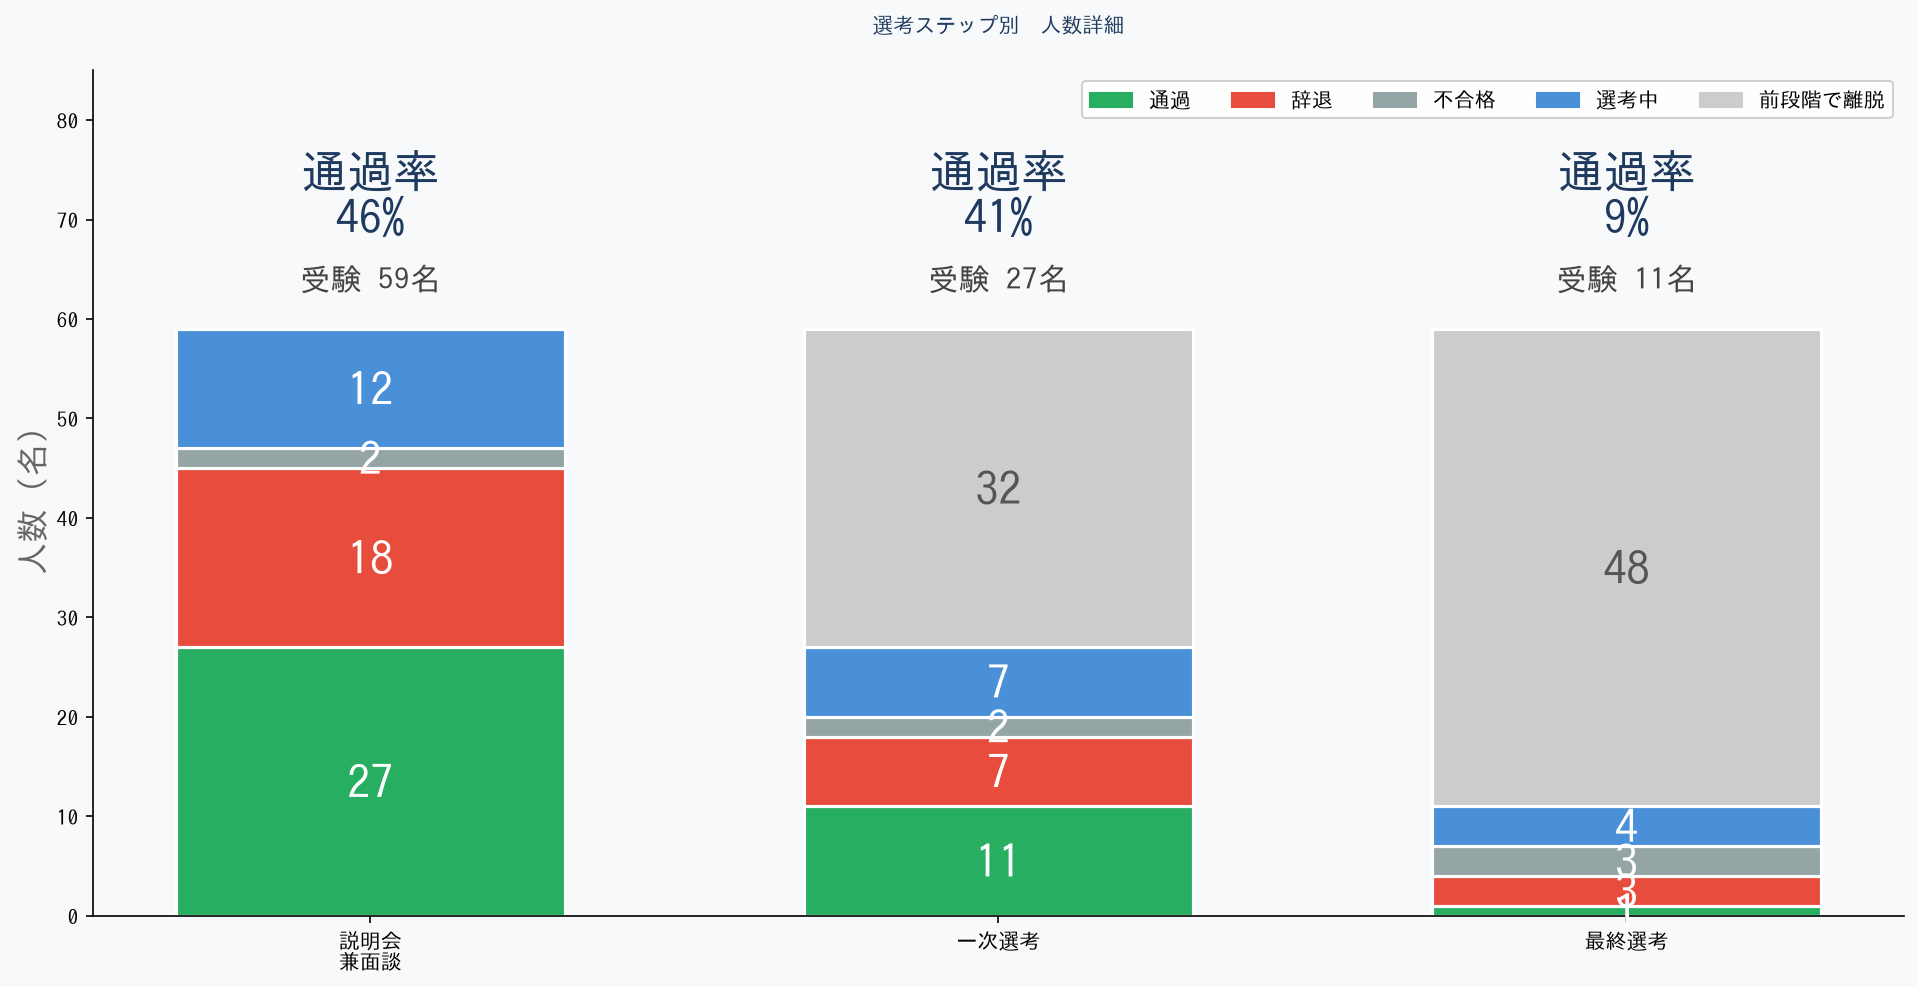 選考ステップ別　人数詳細
通過
辞退
不合格
選考中
前段階で離脱
人数（名）
80
70
60
50
40
30
20
10
0
通過率
46%
受験 59名
12
2
18
27
説明会
兼面談
通過率
41%
受験 27名
32
7
2
7
11
一次選考
通過率
9%
受験 11名
48
4
3
3
1
最終選考